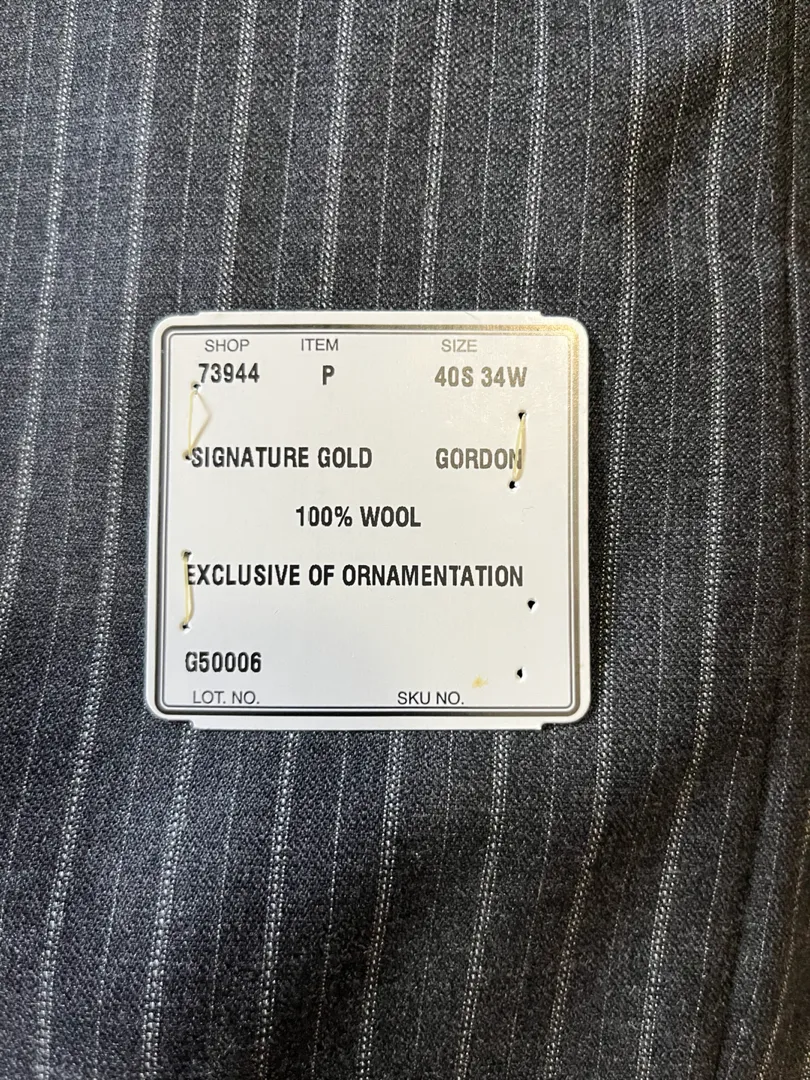 SHOP ITEM SIZE
73944 P 40S 34W
SIGNATURE GOLD GORDON
100% WOOL
EXCLUSIVE OF ORNAMENTATION
G50006
LOT. NO. SKU NO.